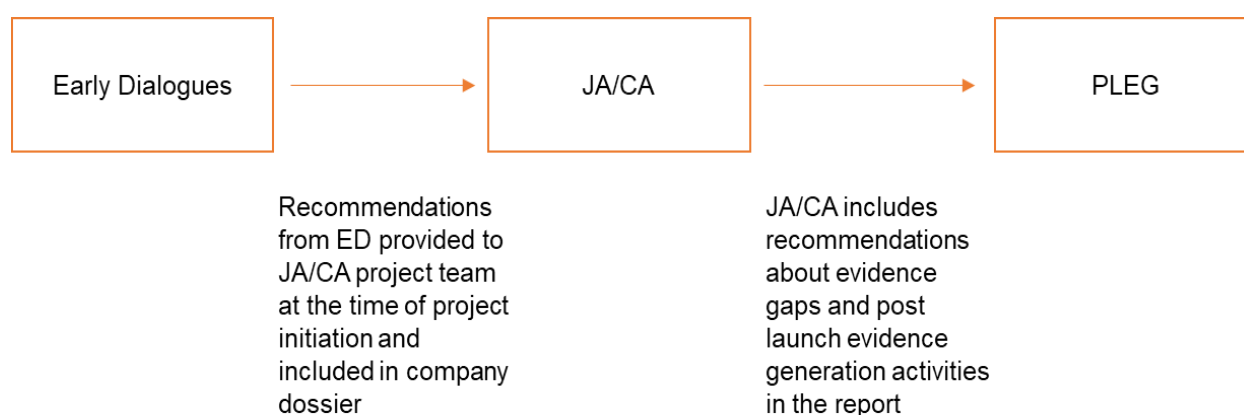 Early Dialogues
JA/CA
PLEG
Recommendations
from ED provided to
JA/CA project team
at the time of project
initiation and
included in company
dossier
JA/CA includes
recommendations
about evidence
gaps and post
launch evidence
generation activities
in the report